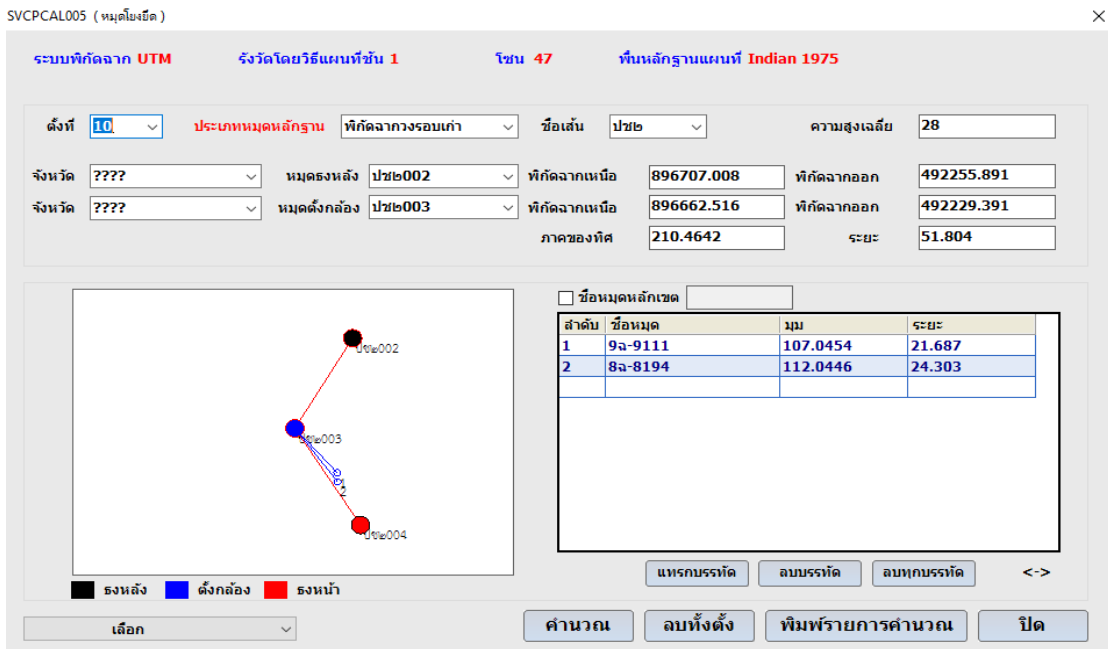 SVCPCAL005 ( หมุดโยงยึด )
ระบบพิกัดฉาก UTM รังวัดโดยวิธีแผนที่ชั้น 1 โซน 47 พื้นหลักฐานแผนที่ Indian 1975
ตั้งที่ 10 ประเภทหมุดหลักฐาน พิกัดฉากวงรอบเก่า ชื่อเส้น ปช๒ ความสูงเฉลี่ย 28
จังหวัด ???? หมุดธงหลัง ปช๒002 พิกัดฉากเหนือ 896707.008 พิกัดฉากออก 492255.891
จังหวัด ???? หมุดตั้งกล้อง ปช๒003 พิกัดฉากเหนือ 896662.516 พิกัดฉากออก 492229.391
ภาคของทิศ 210.4642 ระยะ 51.804
ชื่อหมุดหลักเขต
ลำดับ ชื่อหมุด มุม ระยะ
1 9ฉ-9111 107.0454 21.687
2 8ฉ-8194 112.0446 24.303
ปช๒002
ปช๒003
1
2
ปช๒004
ธงหลัง ตั้งกล้อง ธงหน้า
แทรกบรรทัด ลบบรรทัด ลบทุกบรรทัด <->
เลือก คำนวณ ลบทั้งตั้ง พิมพ์รายการคำนวณ ปิด